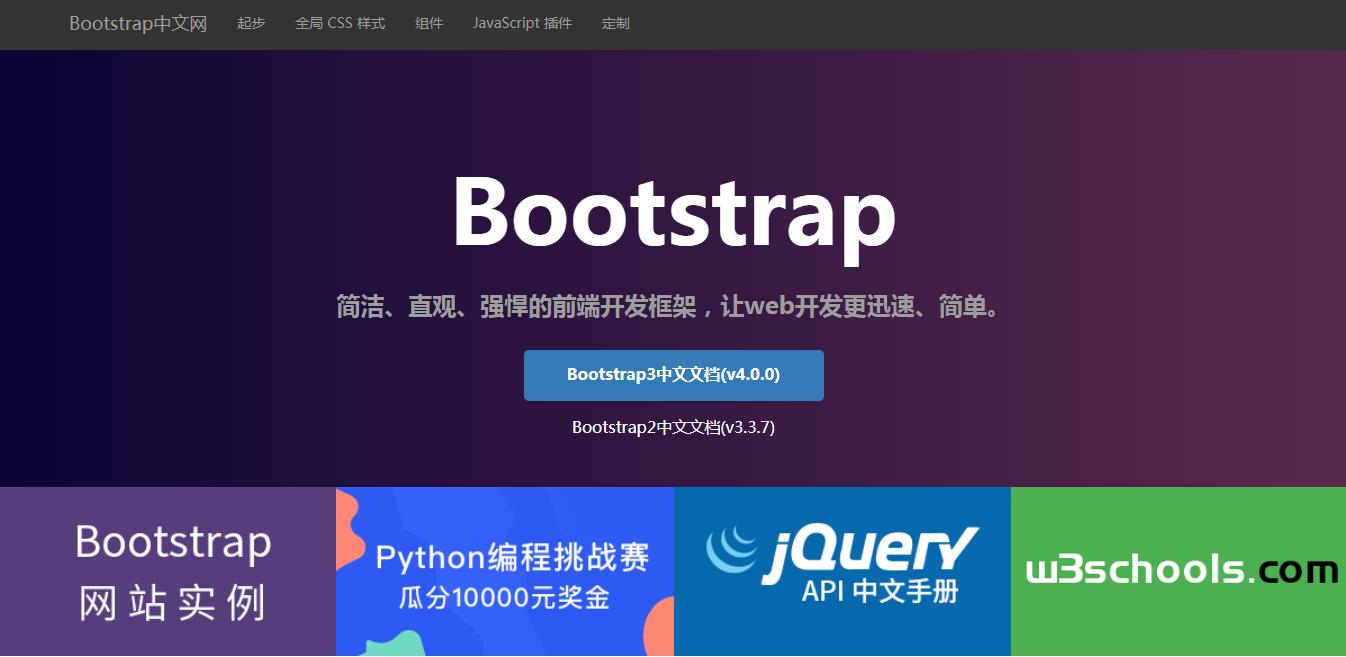 Bootstrap中文网 起步 全局 CSS 样式 组件 JavaScript 插件 定制
Bootstrap
简洁、直观、强悍的前端开发框架，让web开发更迅速、简单。
Bootstrap3中文文档(v4.0.0)
Bootstrap2中文文档(v3.3.7)
Bootstrap
网站实例
Python编程挑战赛
瓜分10000元奖金
jQuery
API 中文手册
w3schools.com